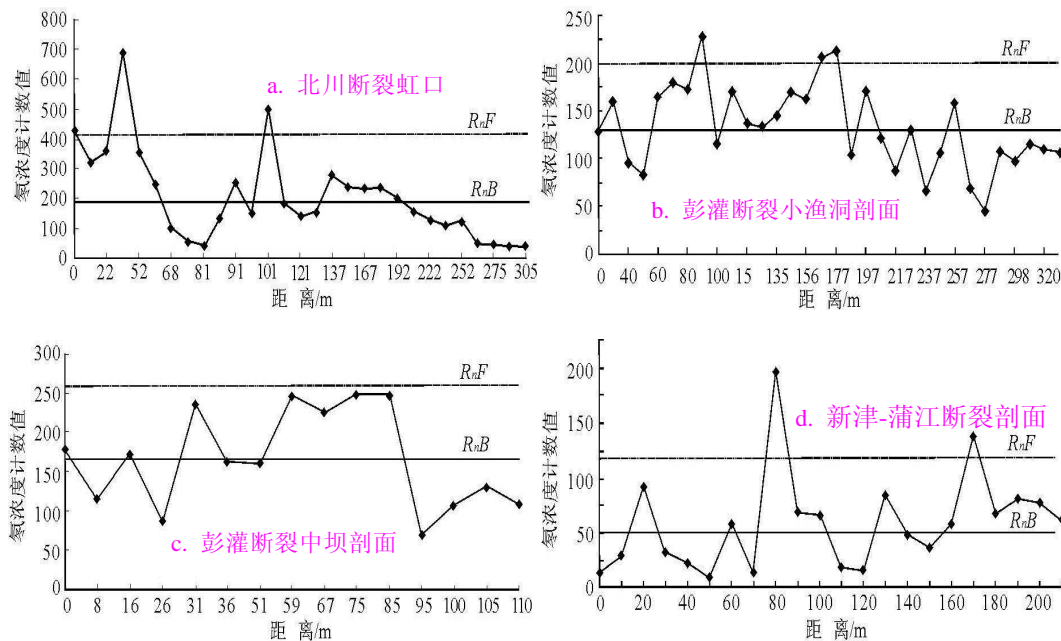 800
700
600
500
400
300
200
100
0
氡浓度计数值
a. 北川断裂虹口
RnF
RnB
0 22 52 68 81 91 101 121 137 167 192 222 252 275 305
距 离/m
250
200
150
100
50
0
氡浓度计数值
RnF
RnB
b. 彭灌断裂小渔洞剖面
0 40 60 80 100 15 135 156 177 197 217 237 257 277 298 320
距 离/m
300
250
200
150
100
50
0
氡浓度计数值
RnF
RnB
c. 彭灌断裂中坝剖面
0 8 16 26 31 36 51 59 67 75 85 95 100 105 110
距 离/m
200
150
100
50
0
氡浓度计数值
d. 新津-蒲江断裂剖面
RnF
RnB
0 20 40 60 80 100 120 140 160 180 200
距 离/m